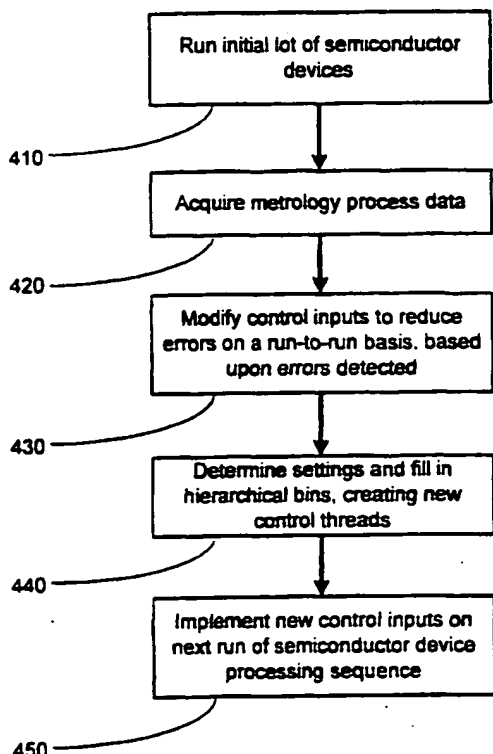 Run initial lot of semiconductor
devices
410
Acquire metrology process data
420
Modify control inputs to reduce
errors on a run-to-run basis. based
upon errors detected
430
Determine settings and fill in
hierarchical bins, creating new
control threads
440
Implement new control inputs on
next run of semiconductor device
processing sequence
450